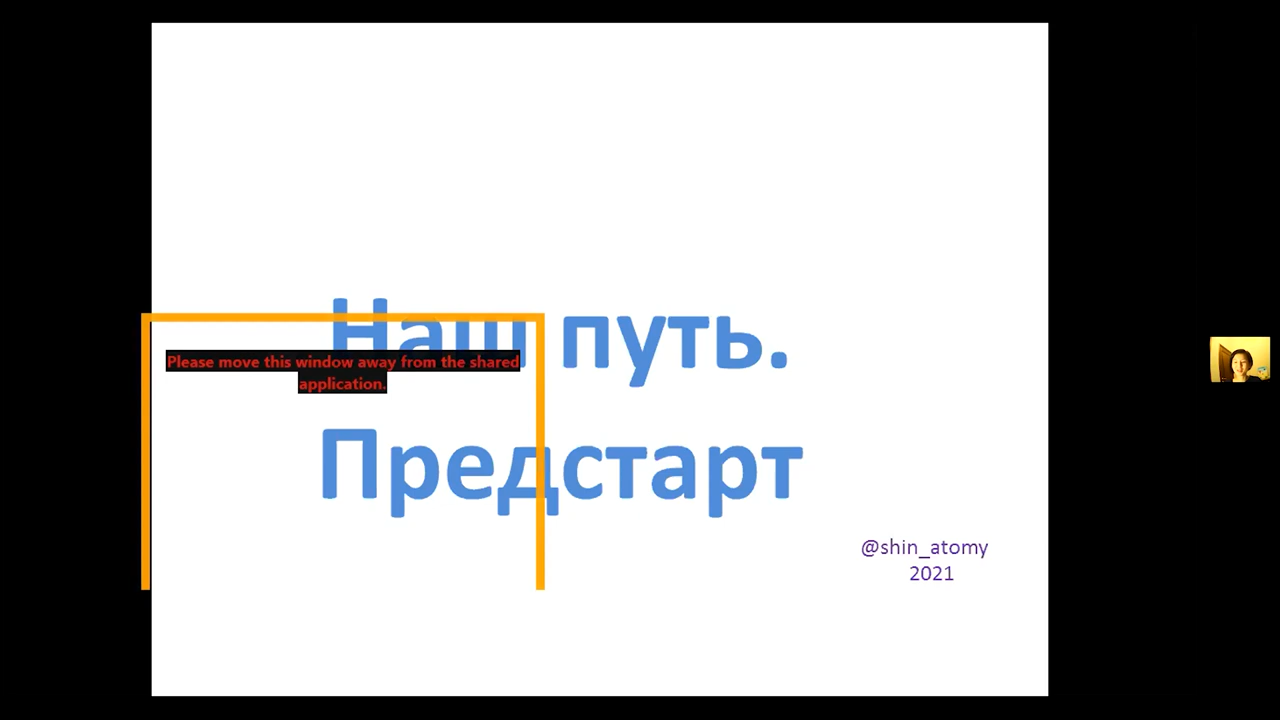 Наш путь.
Please move this window away from the shared
application.
Предстарт
@shin_atomy
2021